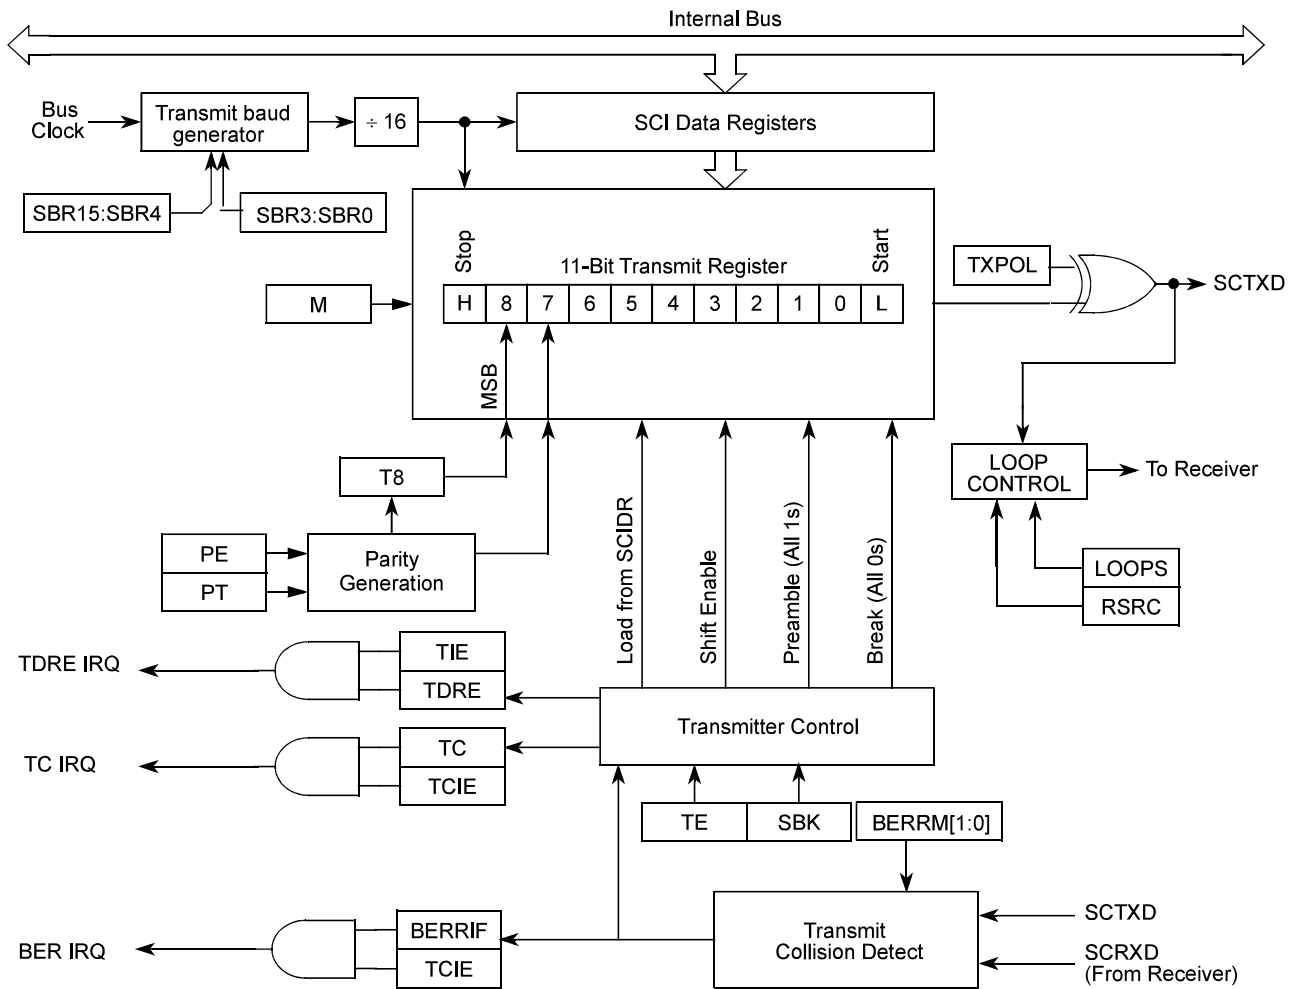 Internal Bus
Bus
Clock
Transmit baud
generator
÷ 16
SCI Data Registers
SBR15:SBR4
SBR3:SBR0
Stop
11-Bit Transmit Register
Start
TXPOL
SCTXD
M
H 8 7 6 5 4 3 2 1 0 L
MSB
LOOP
CONTROL
To Receiver
T8
Load from SCIDR
Shift Enable
Preamble (All 1s)
Break (All 0s)
PE
PT
Parity
Generation
LOOPS
RSRC
TDRE IRQ
TIE
TDRE
Transmitter Control
TC IRQ
TC
TCIE
TE
SBK
BERRM[1:0]
BER IRQ
BERRIF
TCIE
Transmit
Collision Detect
SCTXD
SCRXD
(From Receiver)